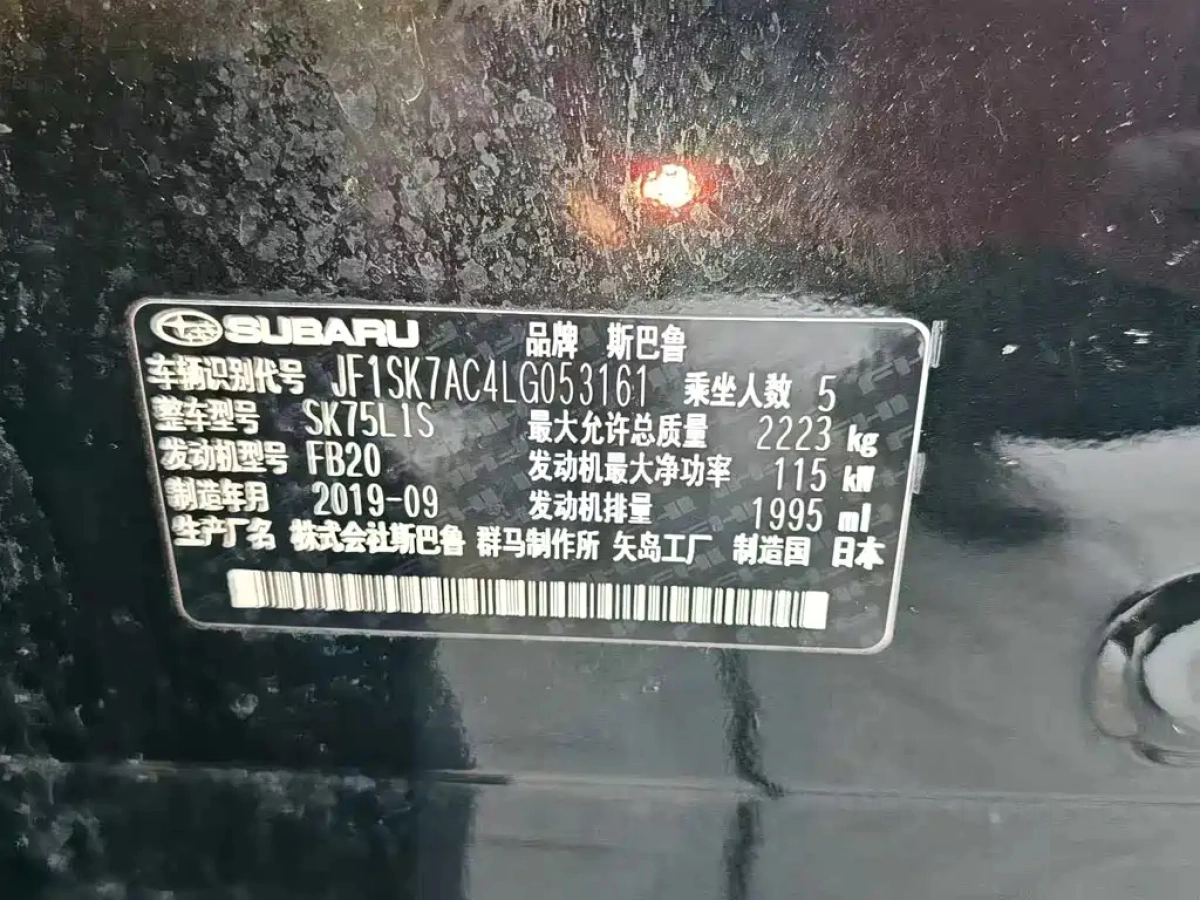 SUBARU 品牌 斯巴鲁
车辆识别代号 JF1SK7AC4LG053161 乘坐人数 5
整车型号 SK75L1S 最大允许总质量 2223 kg
发动机型号 FB20 发动机最大净功率 115 kW
制造年月 2019-09 发动机排量 1995 ml
生产厂名 株式会社斯巴鲁 群马制作所 矢岛工厂 制造国 日本